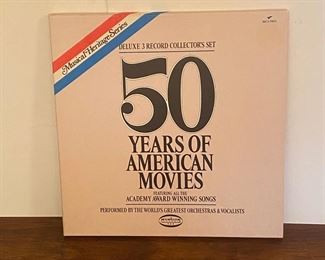 Musical Heritage Series
DELUXE 3 RECORD COLLECTOR'S SET
50
YEARS OF
AMERICAN
MOVIES
FEATURING ALL THE
ACADEMY AWARD WINNING SONGS
PERFORMED BY THE WORLD'S GREATEST ORCHESTRAS & VOCALISTS